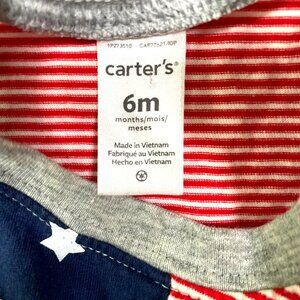 carter's®
6m
months/mois/
meses
Made in Vietnam
Fabriqué au Vietnam
Hecho en Vietnam